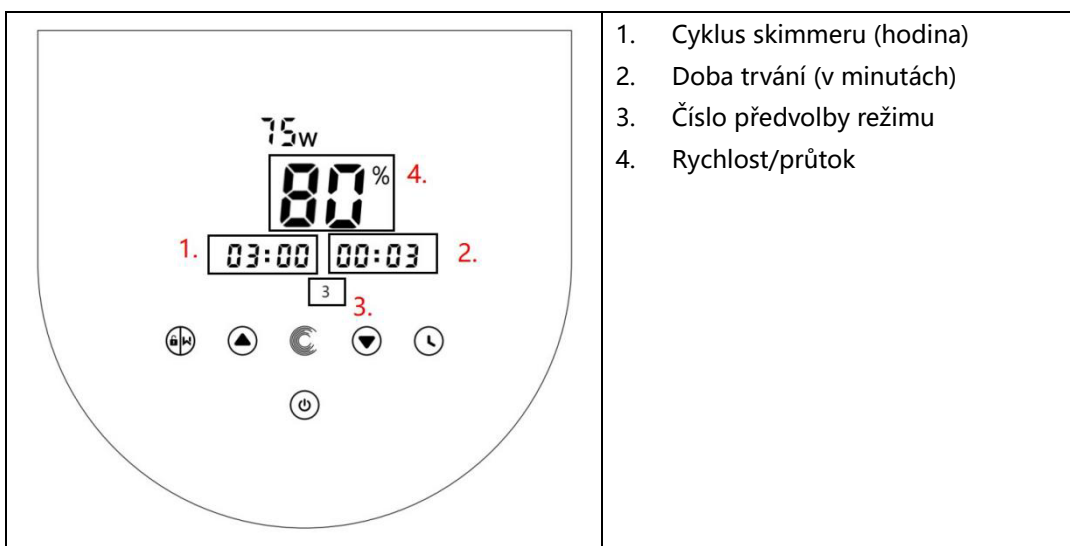 75w
80% 4.
1. 03:00 00:03 2.
3 3.
1. Cyklus skimmeru (hodina)
2. Doba trvání (v minutách)
3. Číslo předvolby režimu
4. Rychlost/průtok